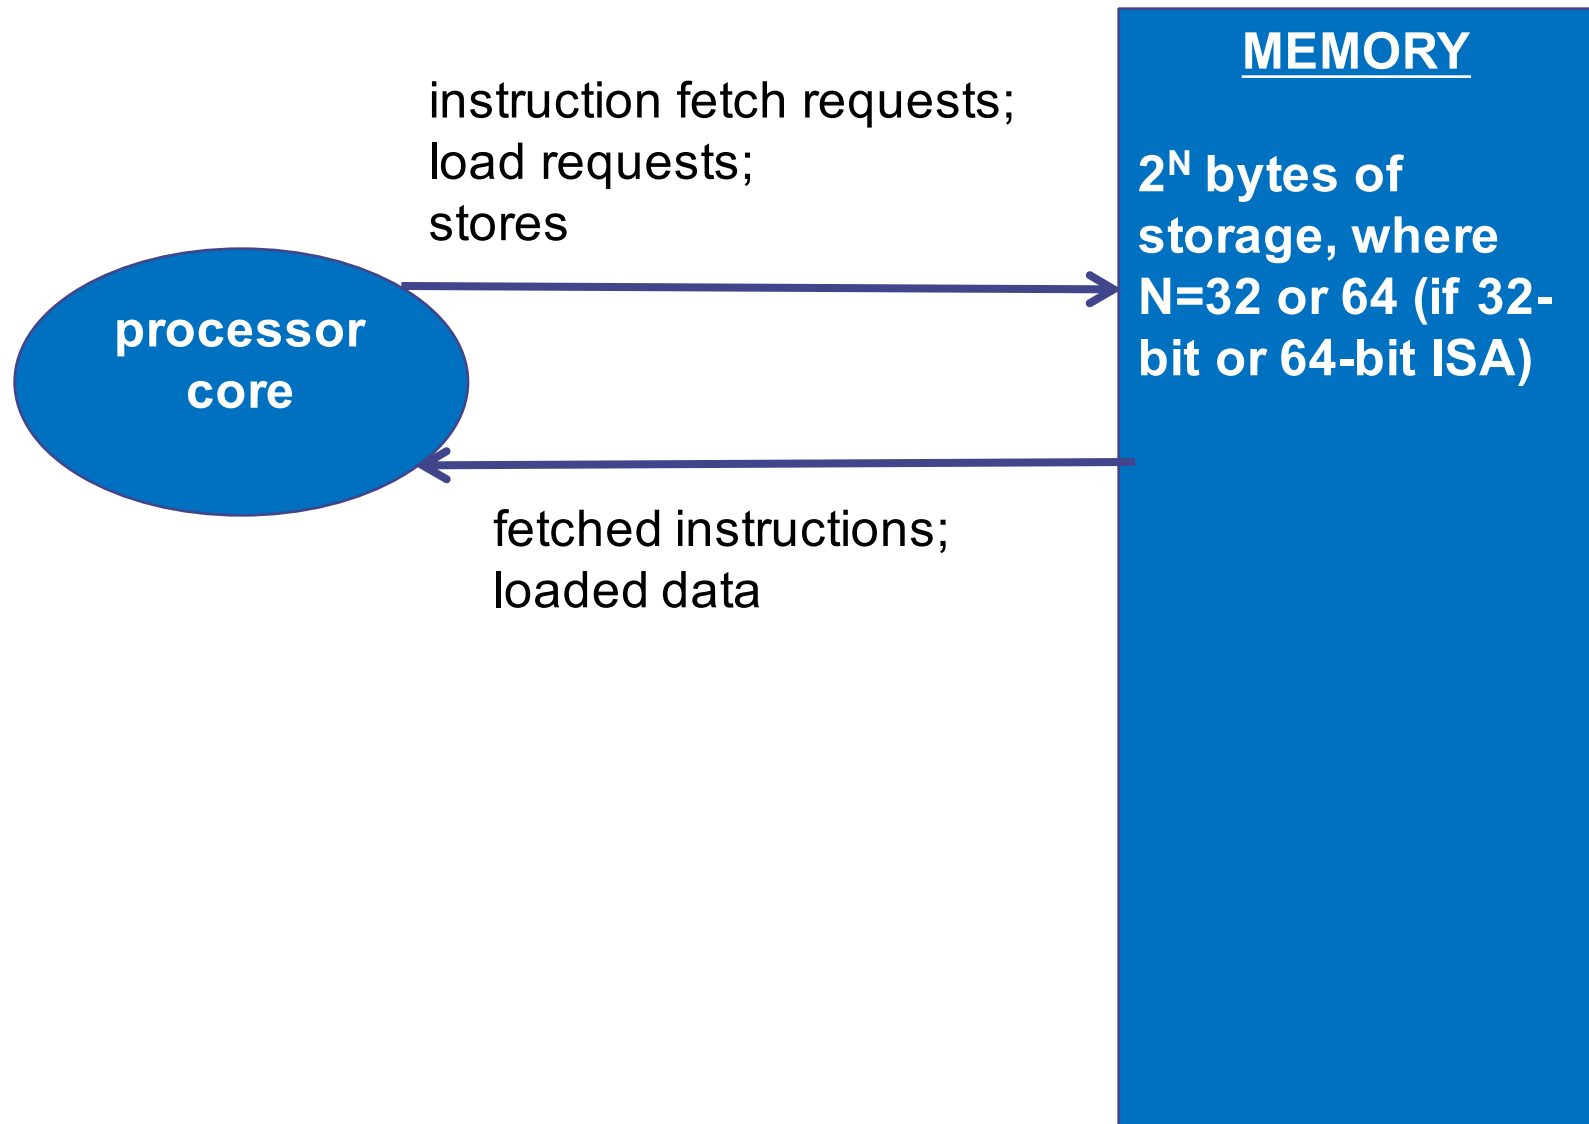 MEMORY
instruction fetch requests;
load requests;
stores
2ᴺ bytes of
storage, where
N=32 or 64 (if 32-
bit or 64-bit ISA)
processor
core
fetched instructions;
loaded data